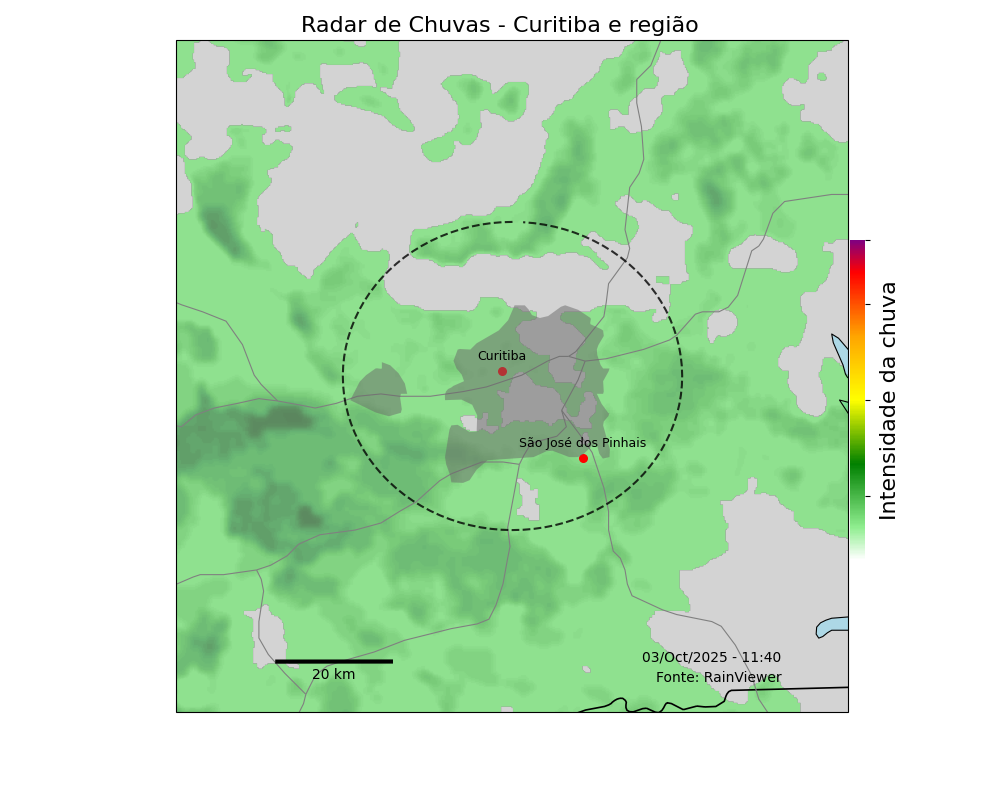 Radar de Chuvas - Curitiba e região
Curitiba
São José dos Pinhais
Intensidade da chuva
20 km
03/Oct/2025 - 11:40
Fonte: RainViewer